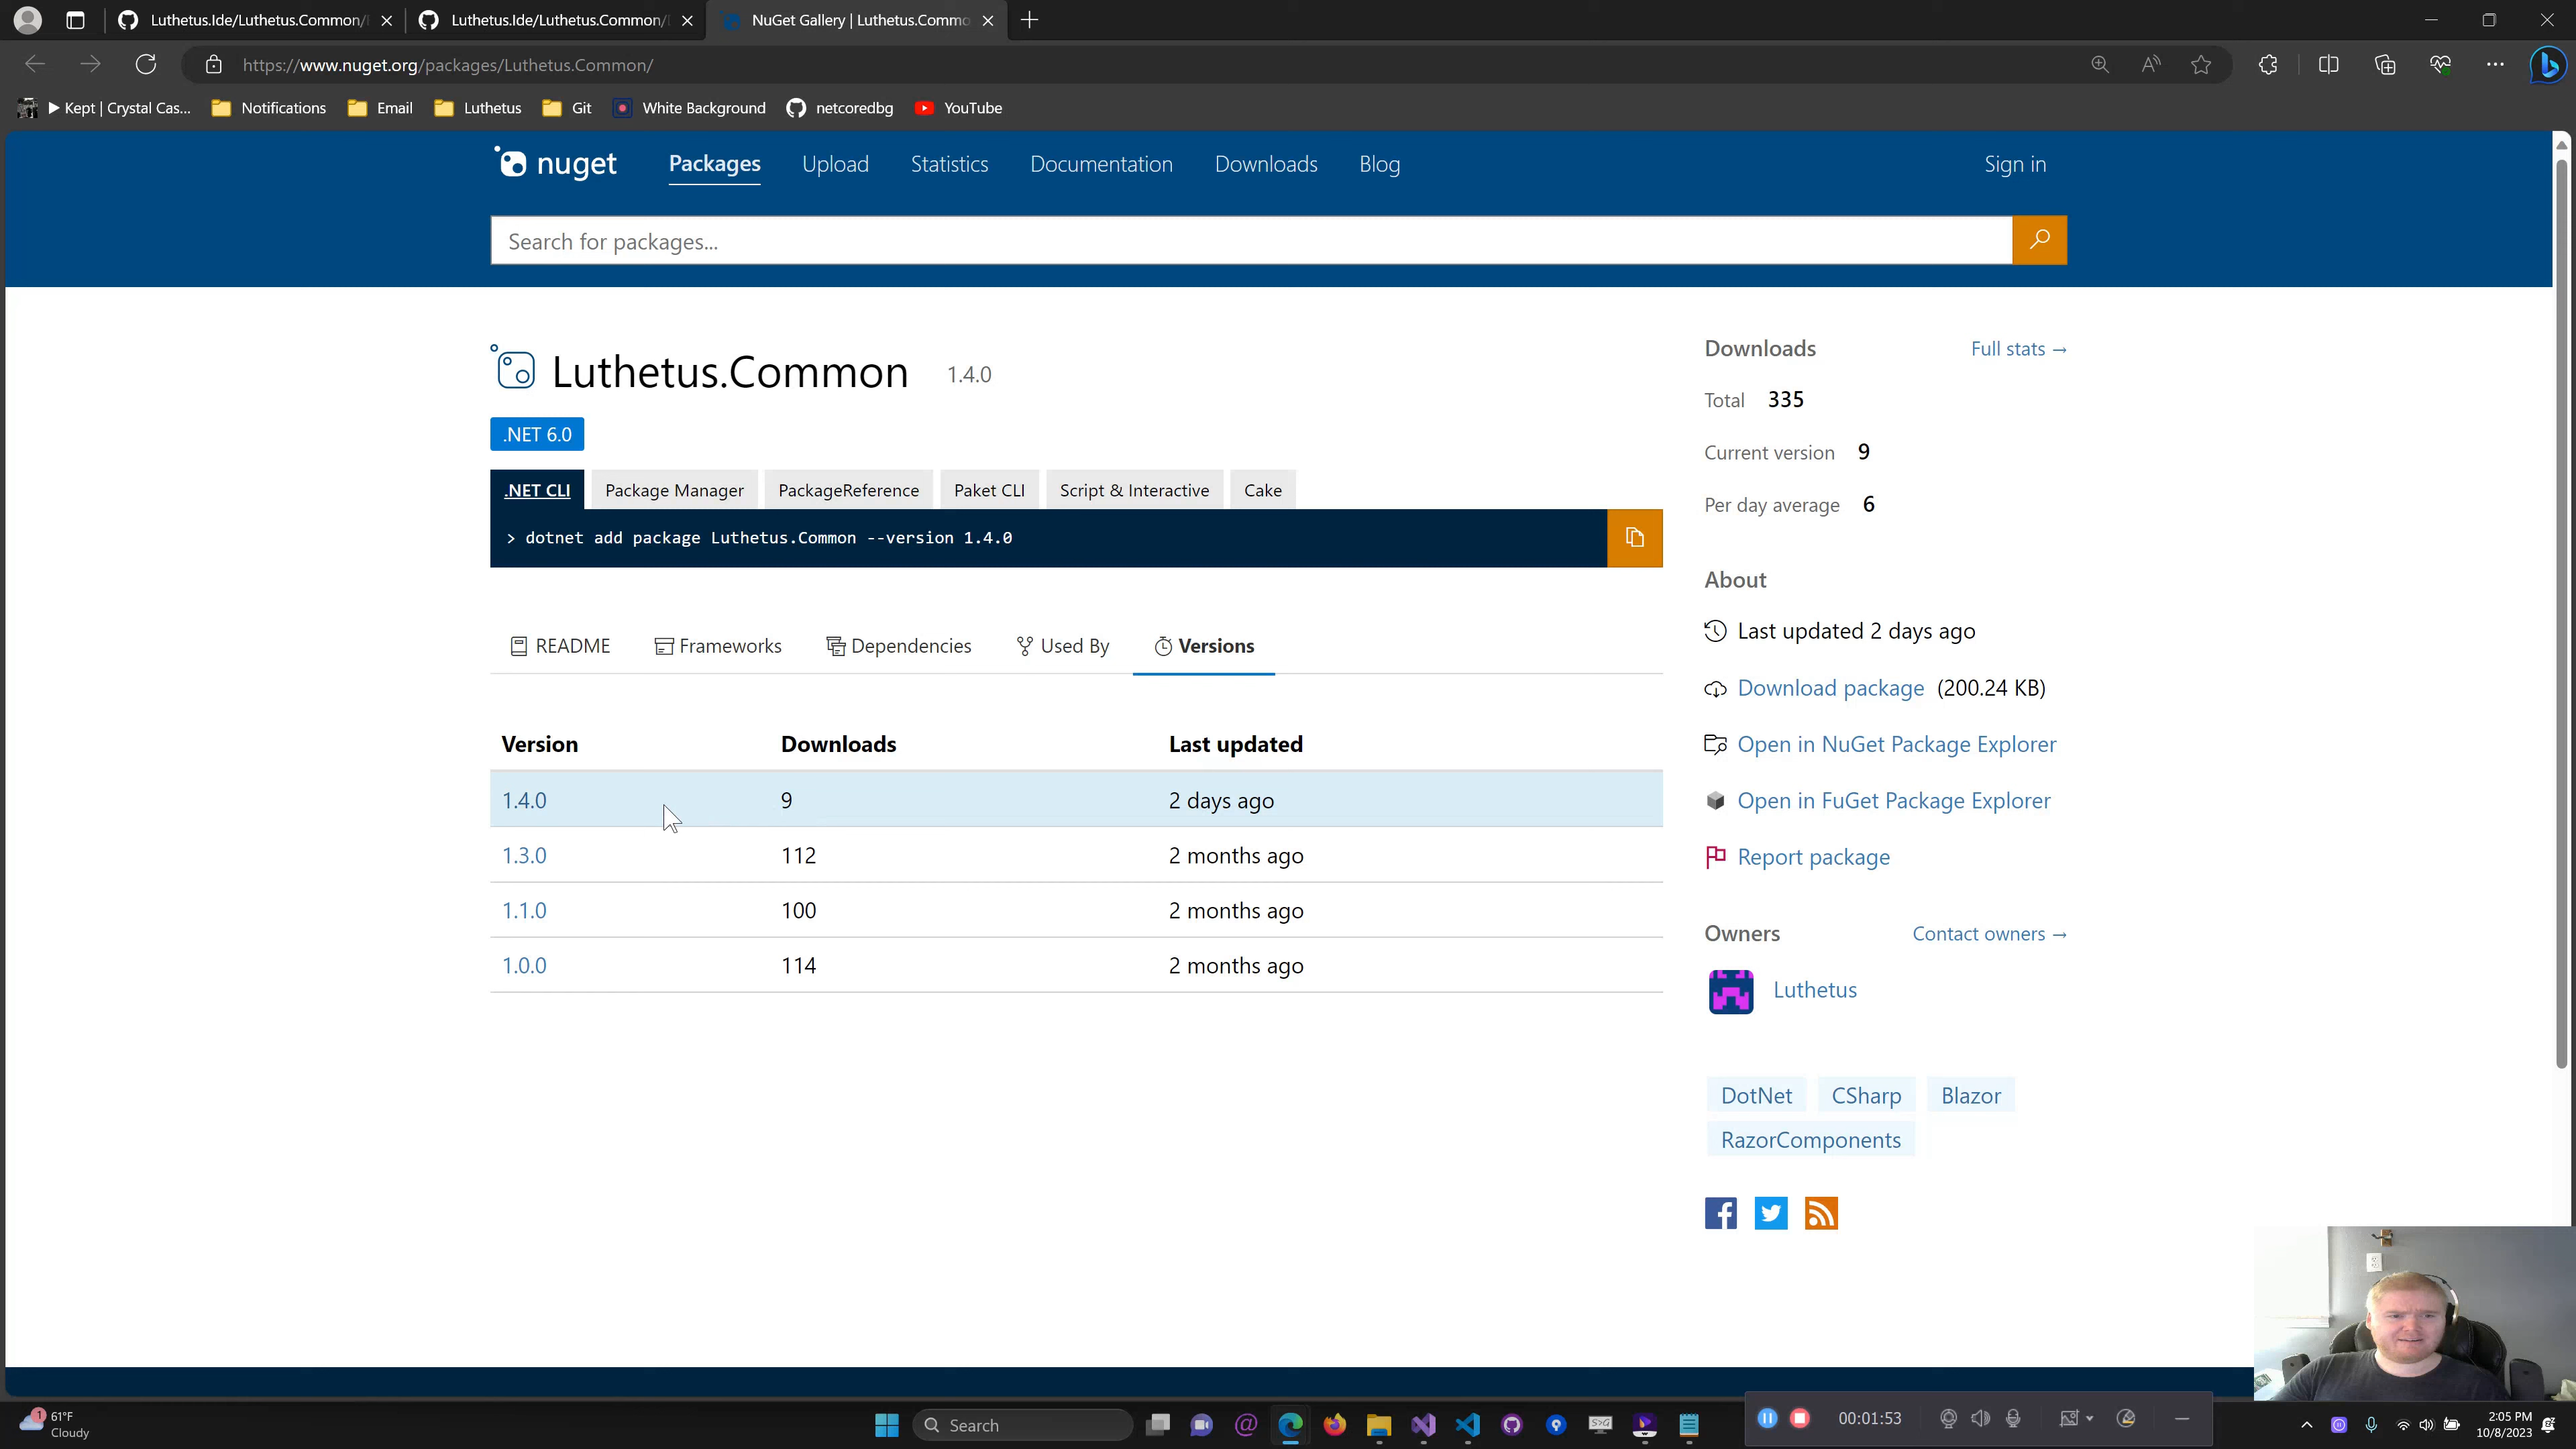 Luthetus.Ide/Luthetus.Common/
Luthetus.Ide/Luthetus.Common/
NuGet Gallery | Luthetus.Commo
https://www.nuget.org/packages/Luthetus.Common/
Kept | Crystal Cas...
Notifications
Email
Luthetus
Git
White Background
netcoredbg
YouTube
nuget
Packages
Upload
Statistics
Documentation
Downloads
Blog
Sign in
Search for packages...
Luthetus.Common 1.4.0
.NET 6.0
.NET CLI
Package Manager
PackageReference
Paket CLI
Script & Interactive
Cake
> dotnet add package Luthetus.Common --version 1.4.0
README
Frameworks
Dependencies
Used By
Versions
Version Downloads Last updated
1.4.0 9 2 days ago
1.3.0 112 2 months ago
1.1.0 100 2 months ago
1.0.0 114 2 months ago
Downloads
Full stats →
Total 335
Current version 9
Per day average 6
About
Last updated 2 days ago
Download package (200.24 KB)
Open in NuGet Package Explorer
Open in FuGet Package Explorer
Report package
Owners
Contact owners →
Luthetus
DotNet
CSharp
Blazor
RazorComponents
1
61°F
Cloudy
Search
00:01:53
2:05 PM
10/8/2023